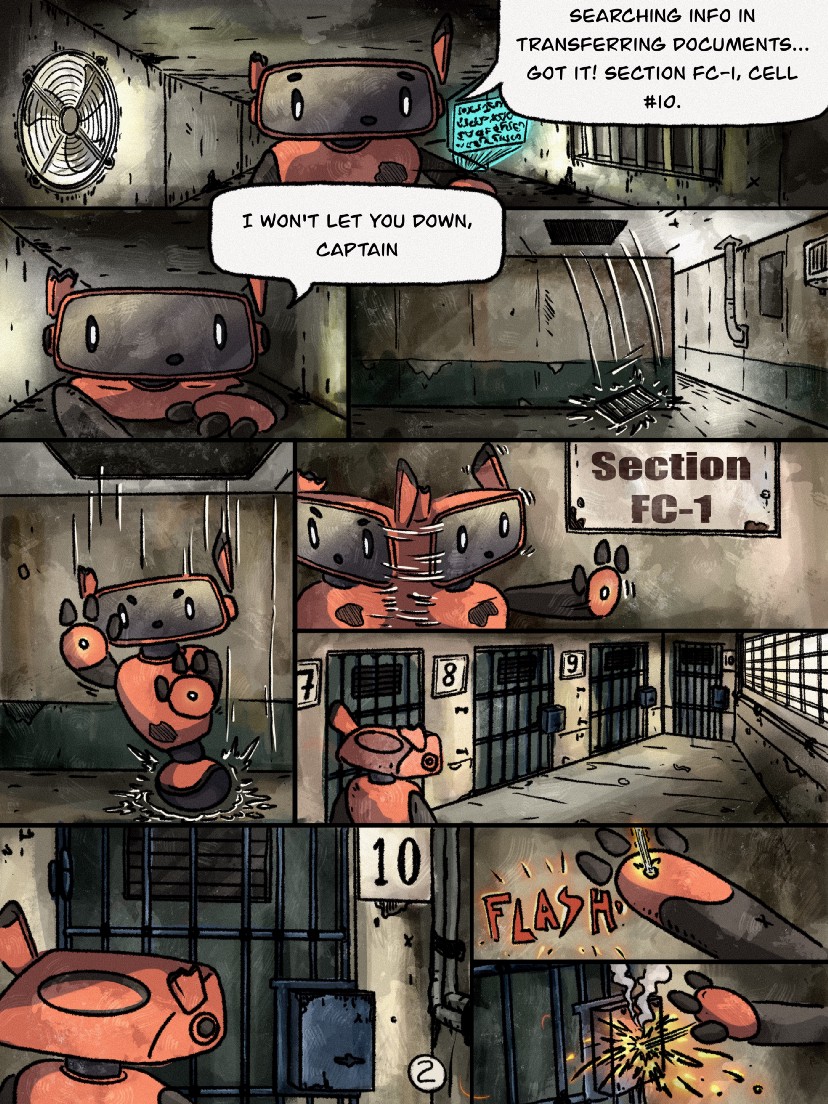 SEARCHING INFO IN
TRANSFERRING DOCUMENTS...
GOT IT! SECTION FC-1, CELL
#10.
I WON'T LET YOU DOWN,
CAPTAIN
Section
FC-1
7
8
9
10
10
FLASH
2